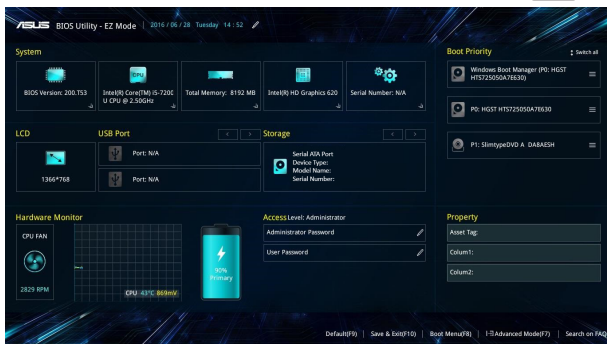 ASUS BIOS Utility - EZ Mode 2016 / 06 / 28 Tuesday 14 : 52
System
BIOS Version: 200.T53
CPU
Intel(R) Core(TM) i5-7200
U CPU @ 2.50GHz
Total Memory: 8192 MB
Intel(R) HD Graphics 620
Serial Number: N/A
Boot Priority
Switch all
Windows Boot Manager (P0: HGST
HTS725050A7E630)
P0: HGST HTS725050A7E630
P1: SlimtypeDVD A DA8AESH
LCD
1366*768
USB Port
Port: N/A
Port: N/A
Storage
Serial ATA Port
Device Type:
Model Name:
Serial Number:
Hardware Monitor
CPU FAN
2829 RPM
CPU 43°C 869mV
90%
Primary
Access Level: Administrator
Administrator Password
User Password
Property
Asset Tag:
Colum1:
Colum2:
Default(F9) | Save & Exit(F10) | Boot Menu(F8) | Advanced Mode(F7) | Search on FAQ